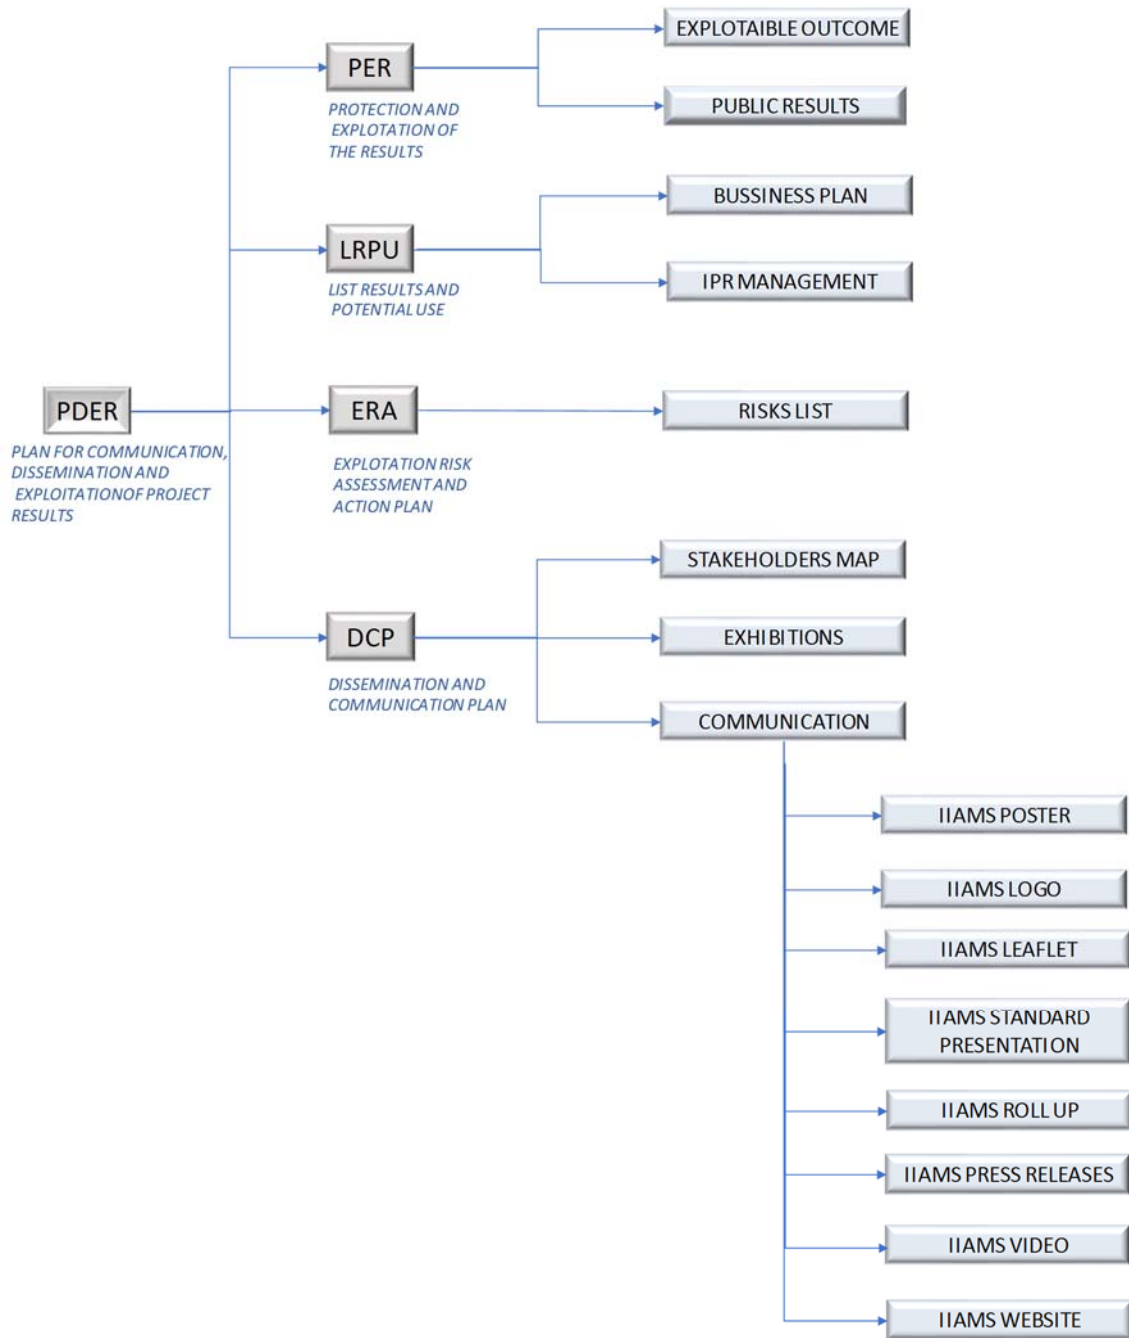 EXPLOTAIBLE OUTCOME
PER
PUBLIC RESULTS
PROTECTION AND
EXPLOTATION OF
THE RESULTS
BUSSINESS PLAN
LRPU
IPR MANAGEMENT
LIST RESULTS AND
POTENTIAL USE
PDER
ERA
RISKS LIST
PLAN FOR COMMUNICATION,
DISSEMINATION AND
EXPLOITATIONOF PROJECT
RESULTS
EXPLOTATION RISK
ASSESSMENT AND
ACTION PLAN
STAKEHOLDERS MAP
DCP
EXHIBITIONS
DISSEMINATION AND
COMMUNICATION PLAN
COMMUNICATION
IIAMS POSTER
IIAMS LOGO
IIAMS LEAFLET
IIAMS STANDARD
PRESENTATION
IIAMS ROLL UP
IIAMS PRESS RELEASES
IIAMS VIDEO
IIAMS WEBSITE